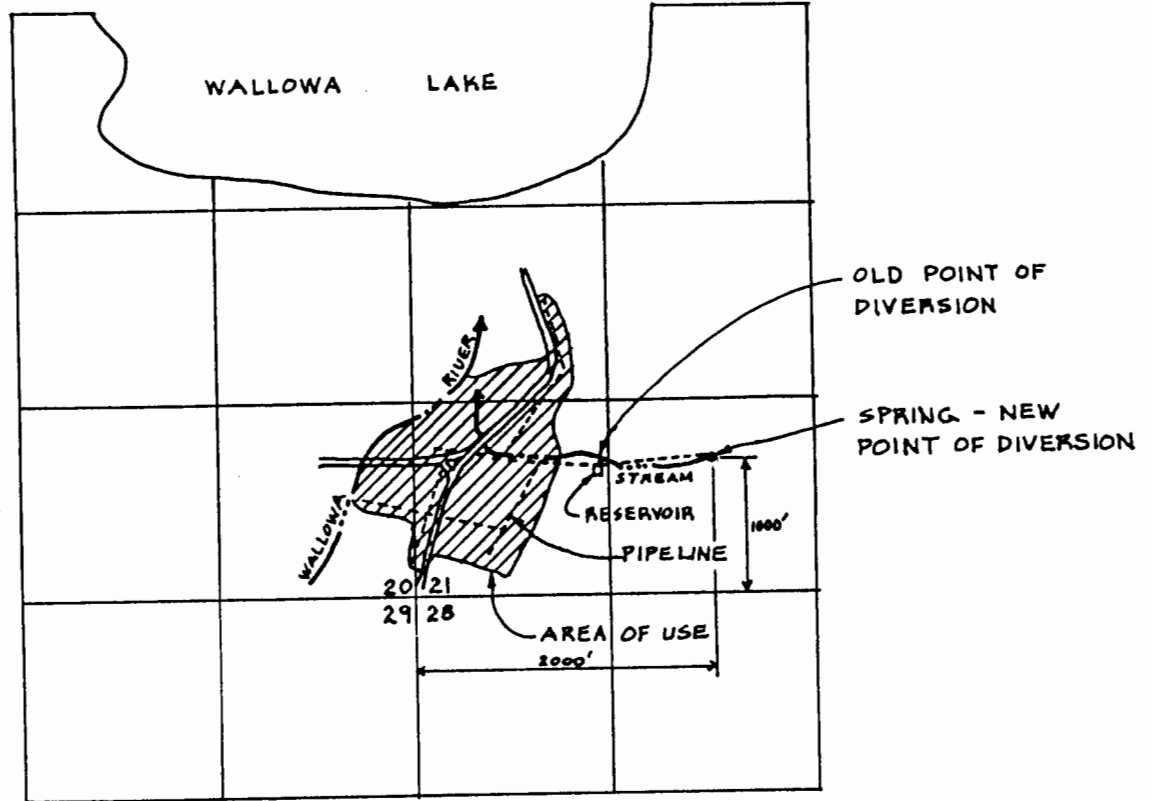 WALLOWA LAKE
OLD POINT OF
DIVERSION
RIVER
SPRING - NEW
POINT OF DIVERSION
STREAM
RESERVOIR
1000'
PIPELINE
WALLOWA
20 21
29 28
AREA OF USE
2000'